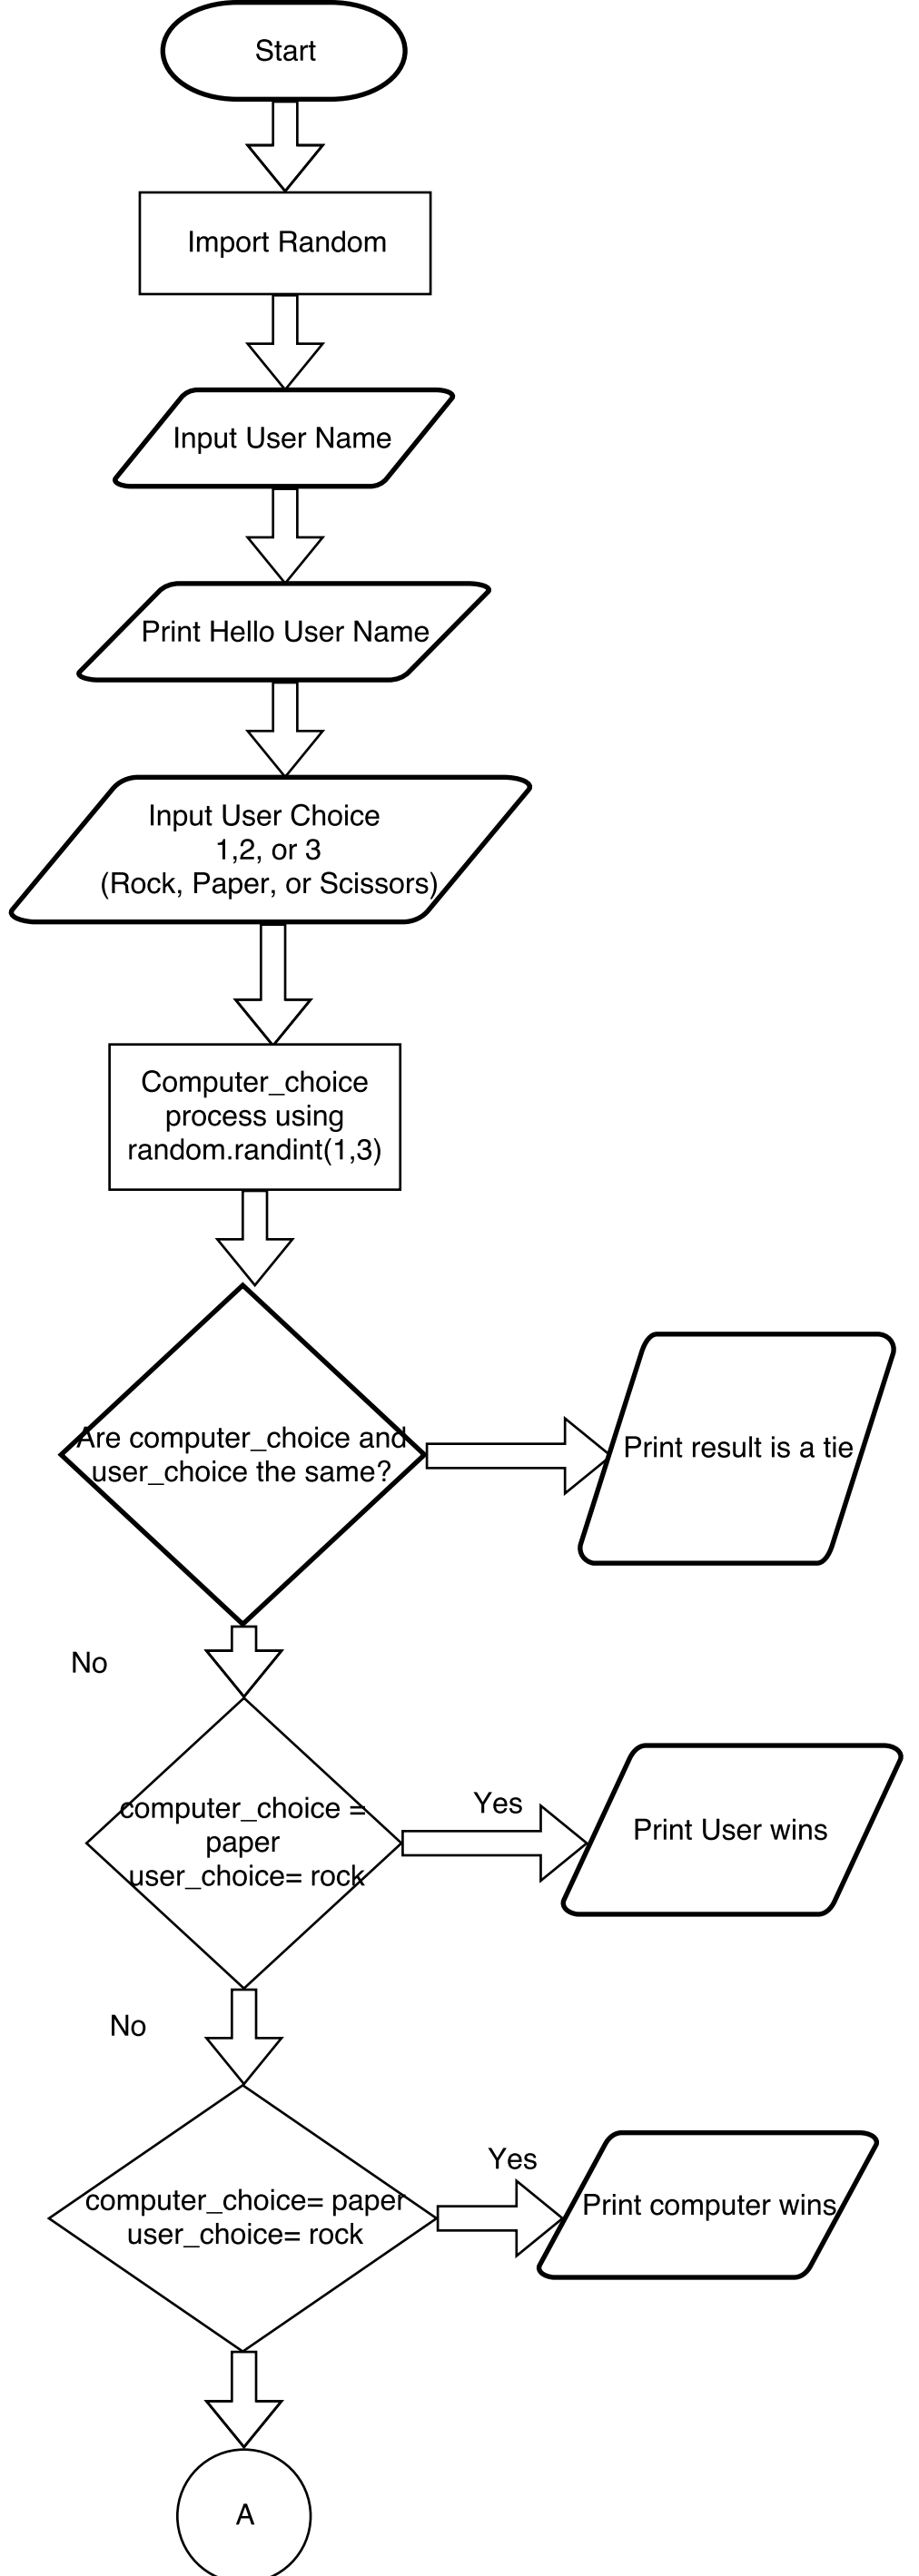 Start
Import Random
Input User Name
Print Hello User Name
Input User Choice
1,2, or 3
(Rock, Paper, or Scissors)
Computer_choice
process using
random.randint(1,3)
Are computer_choice and
user_choice the same?
Print result is a tie
No
computer_choice =
paper
user_choice= rock
Yes
Print User wins
No
computer_choice= paper
user_choice= rock
Yes
Print computer wins
A